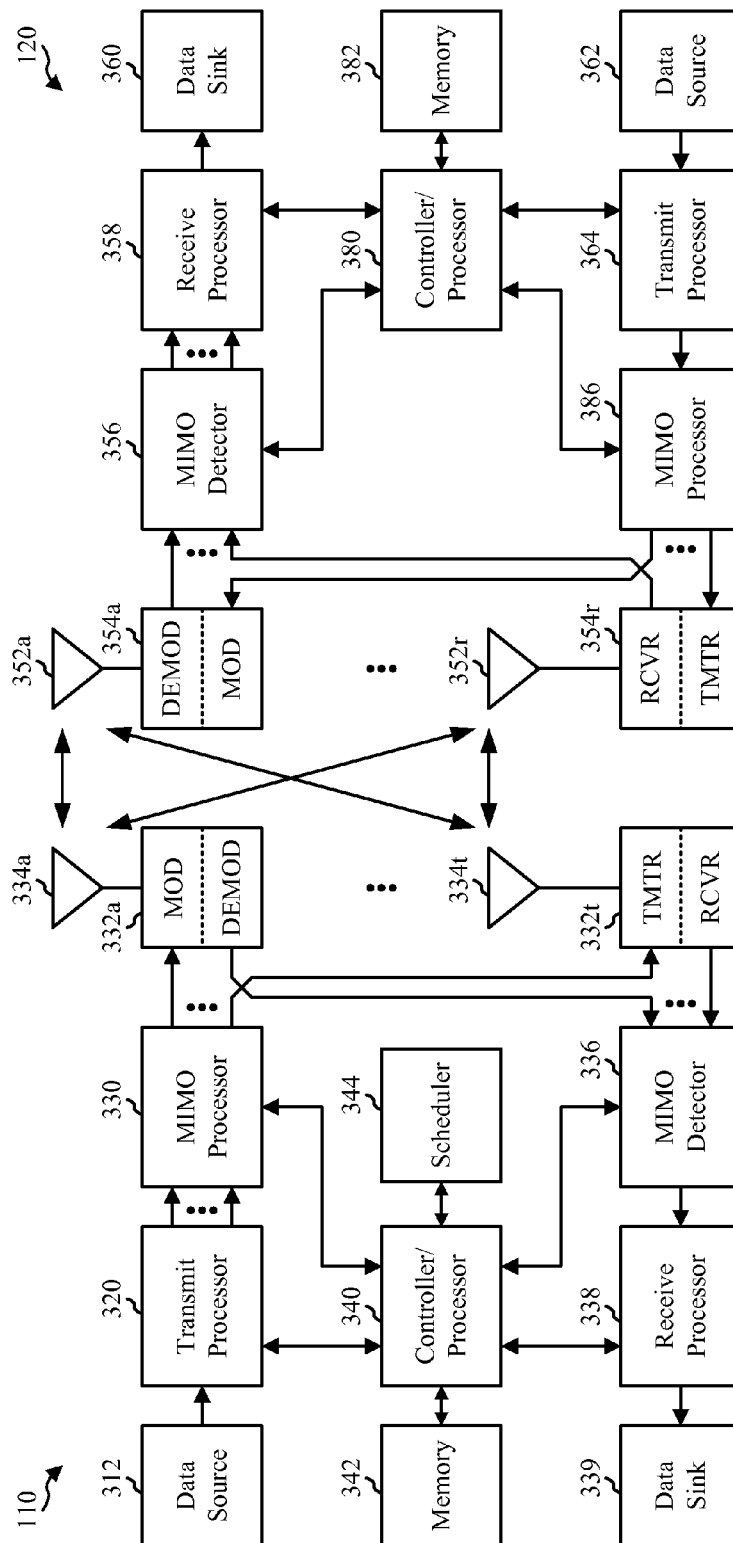 110
120
312
Data
Source
320
Transmit
Processor
330
MIMO
Processor
332a
MOD
DEMOD
334a
352a
354a
DEMOD
MOD
356
MIMO
Detector
358
Receive
Processor
360
Data
Sink
342
Memory
340
Controller/
Processor
344
Scheduler
380
Controller/
Processor
382
Memory
339
Data
Sink
338
Receive
Processor
336
MIMO
Detector
332t
TMTR
RCVR
334t
352r
354r
RCVR
TMTR
386
MIMO
Processor
364
Transmit
Processor
362
Data
Source